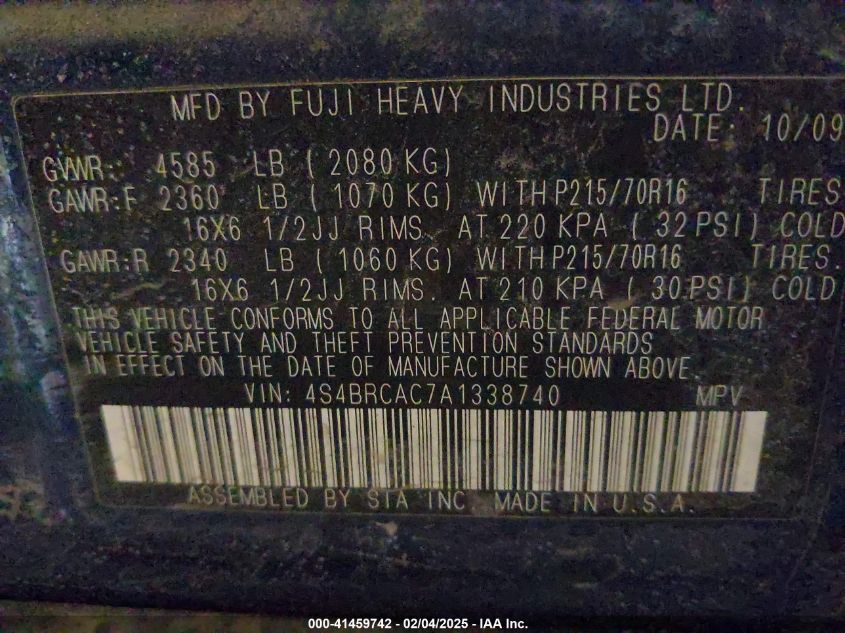 MFD BY FUJI HEAVY INDUSTRIES LTD.
DATE: 10/09
GVWR: 4585 LB ( 2080 KG)
GAWR:F 2360 LB ( 1070 KG) WITH P215/70R16 TIRES
16X6 1/2JJ RIMS. AT 220 KPA ( 32 PSI) COLD
GAWR:R 2340 LB ( 1060 KG) WITH P215/70R16 TIRES.
16X6 1/2JJ RIMS. AT 210 KPA ( 30 PSI) COLD
THIS VEHICLE CONFORMS TO ALL APPLICABLE FEDERAL MOTOR
VEHICLE SAFETY AND THEFT PREVENTION STANDARDS
IN EFFECT ON THE DATE OF MANUFACTURE SHOWN ABOVE.
VIN: 4S4BRCAC7A1338740 MPV
ASSEMBLED BY SIA INC. MADE IN U.S.A.
000-41459742 - 02/04/2025 - IAA Inc.